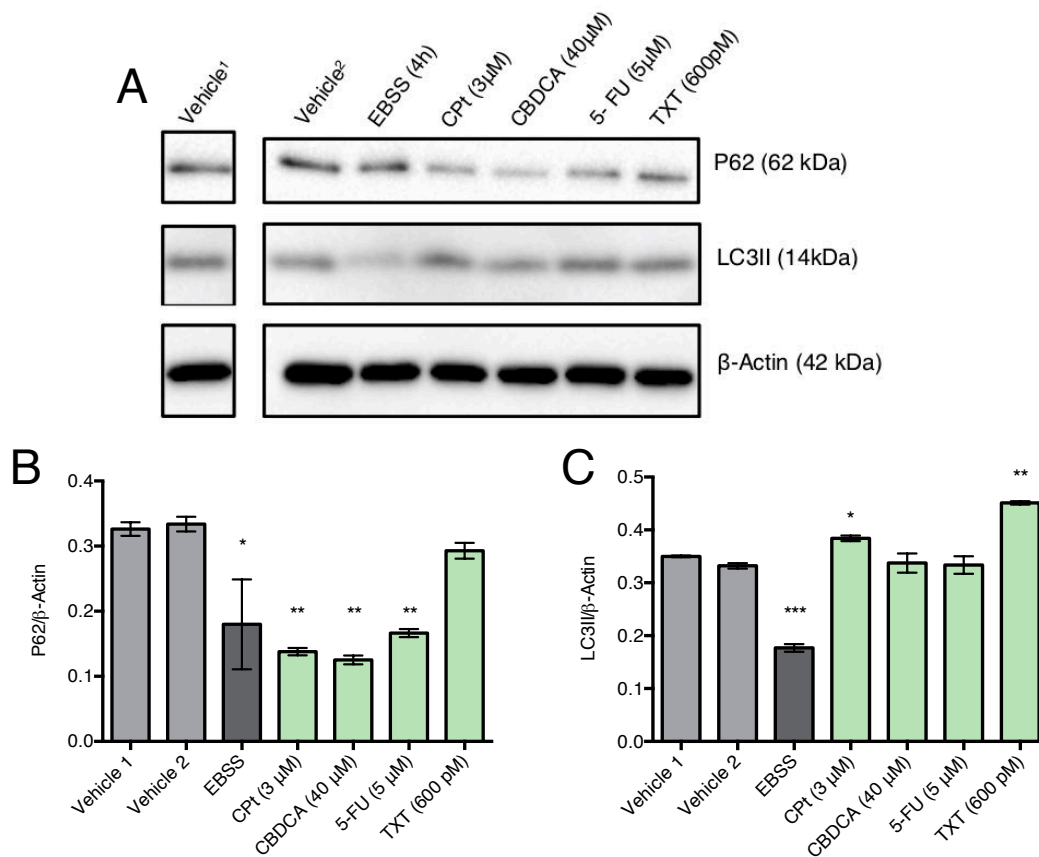 A
Vehicle¹
Vehicle²
EBSS (4h)
CPt (3µM)
CBDCA (40µM)
5- FU (5µM)
TXT (600pM)
P62 (62 kDa)
LC3II (14kDa)
β-Actin (42 kDa)
B
P62/β-Actin
0.4
0.3
0.2
0.1
0.0
*
**
**
**
Vehicle 1
Vehicle 2
EBSS
CPt (3 µM)
CBDCA (40 µM)
5-FU (5 µM)
TXT (600 pM)
C
LC3II/β-Actin
0.5
0.4
0.3
0.2
0.1
0.0
***
*
**
Vehicle 1
Vehicle 2
EBSS
CPt (3 µM)
CBDCA (40 µM)
5-FU (5 µM)
TXT (600 pM)